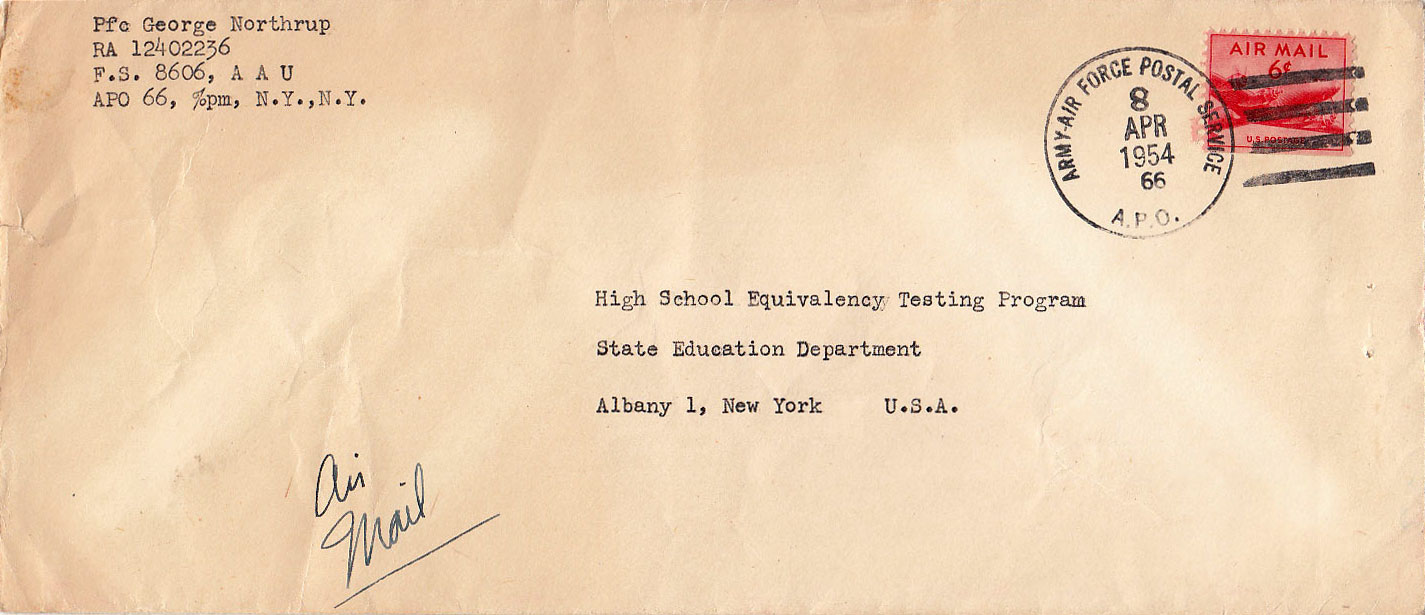 Pfc George Northrup
RA 12402236
F.S. 8606, A A U
APO 66, %pm, N.Y.,N.Y.
AIR MAIL
6¢
U.S. POSTAGE
ARMY-AIR FORCE POSTAL SERVICE
8
APR
1954
66
A.P.O.
High School Equivalency Testing Program
State Education Department
Albany 1, New York U.S.A.
Air
Mail